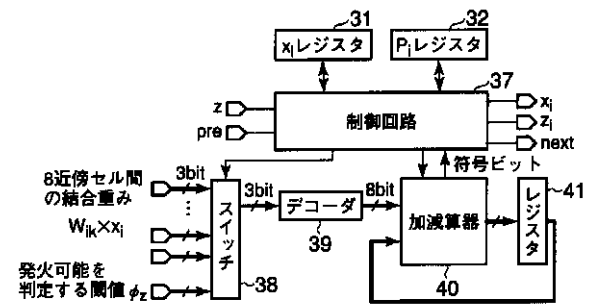 31
32
xiレジスタ
Piレジスタ
37
z
pre
制御回路
xi
zi
next
符号ビット
8近傍セル間
の結合重み
3bit
3bit
8bit
Wik×xi
発火可能を
判定する閾値 φz
スイッチ
38
デコーダ
39
加減算器
40
レジスタ
41